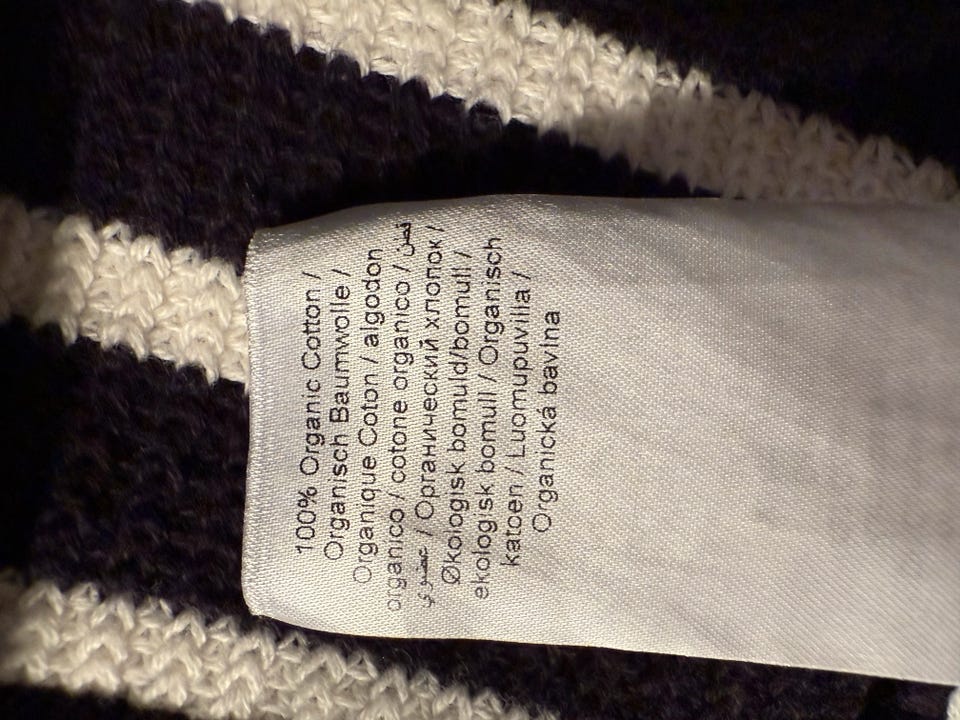 100% Organic Cotton /
Organisch Baumwolle /
Organique Coton / algodon
organico / cotone organico / قطن
عضوي / Органический хлопок /
Økologisk bomuld/bomull /
ekologisk bomull / Organisch
katoen / Luomupuvilla /
Organická bavlna